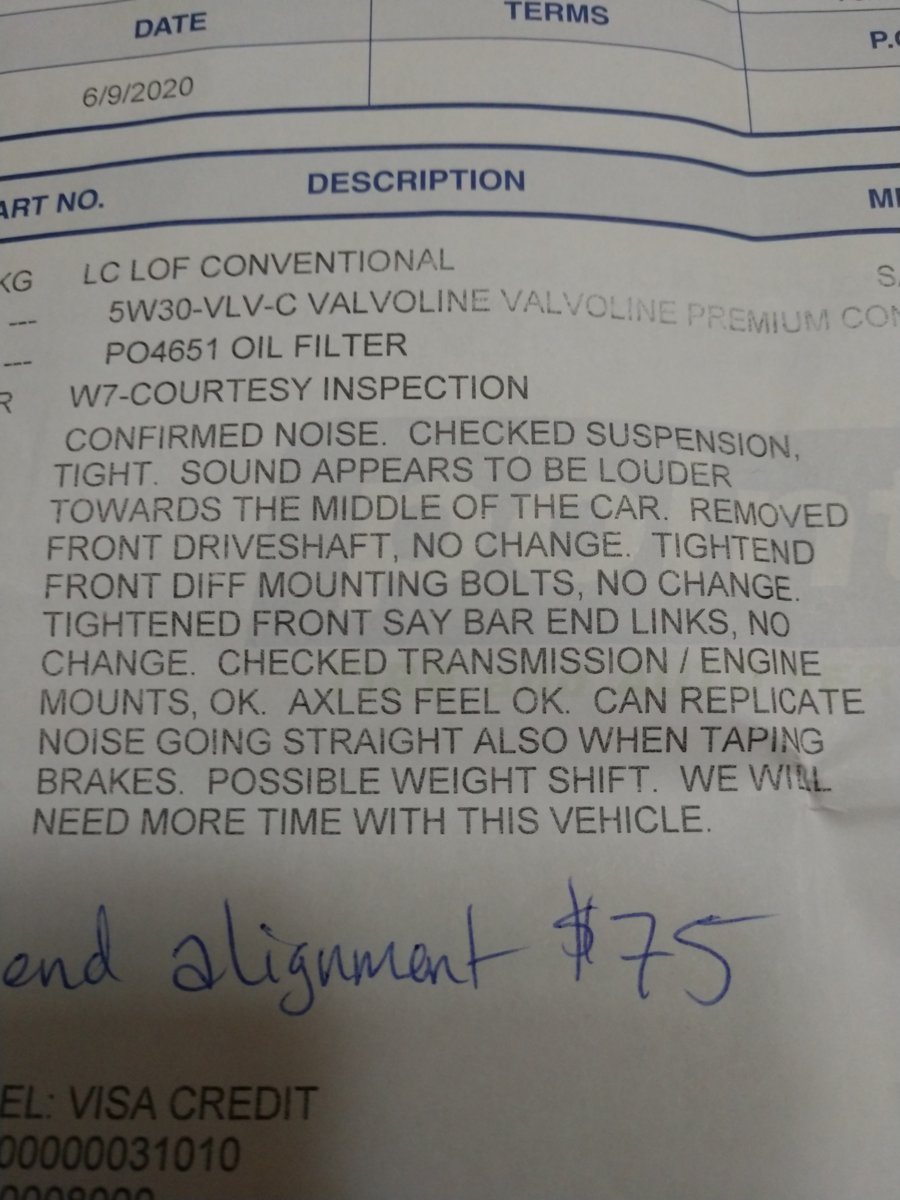 DATE TERMS
P.
6/9/2020
ART NO. DESCRIPTION
KG LC LOF CONVENTIONAL
--- 5W30-VLV-C VALVOLINE VALVOLINE PREMIUM CON
--- PO4651 OIL FILTER
R W7-COURTESY INSPECTION
CONFIRMED NOISE. CHECKED SUSPENSION,
TIGHT. SOUND APPEARS TO BE LOUDER
TOWARDS THE MIDDLE OF THE CAR. REMOVED
FRONT DRIVESHAFT, NO CHANGE. TIGHTEND
FRONT DIFF MOUNTING BOLTS, NO CHANGE.
TIGHTENED FRONT SAY BAR END LINKS, NO
CHANGE. CHECKED TRANSMISSION / ENGINE
MOUNTS, OK. AXLES FEEL OK. CAN REPLICATE
NOISE GOING STRAIGHT ALSO WHEN TAPING
BRAKES. POSSIBLE WEIGHT SHIFT. WE WILL
NEED MORE TIME WITH THIS VEHICLE.
end alignment $75
EL: VISA CREDIT
00000031010